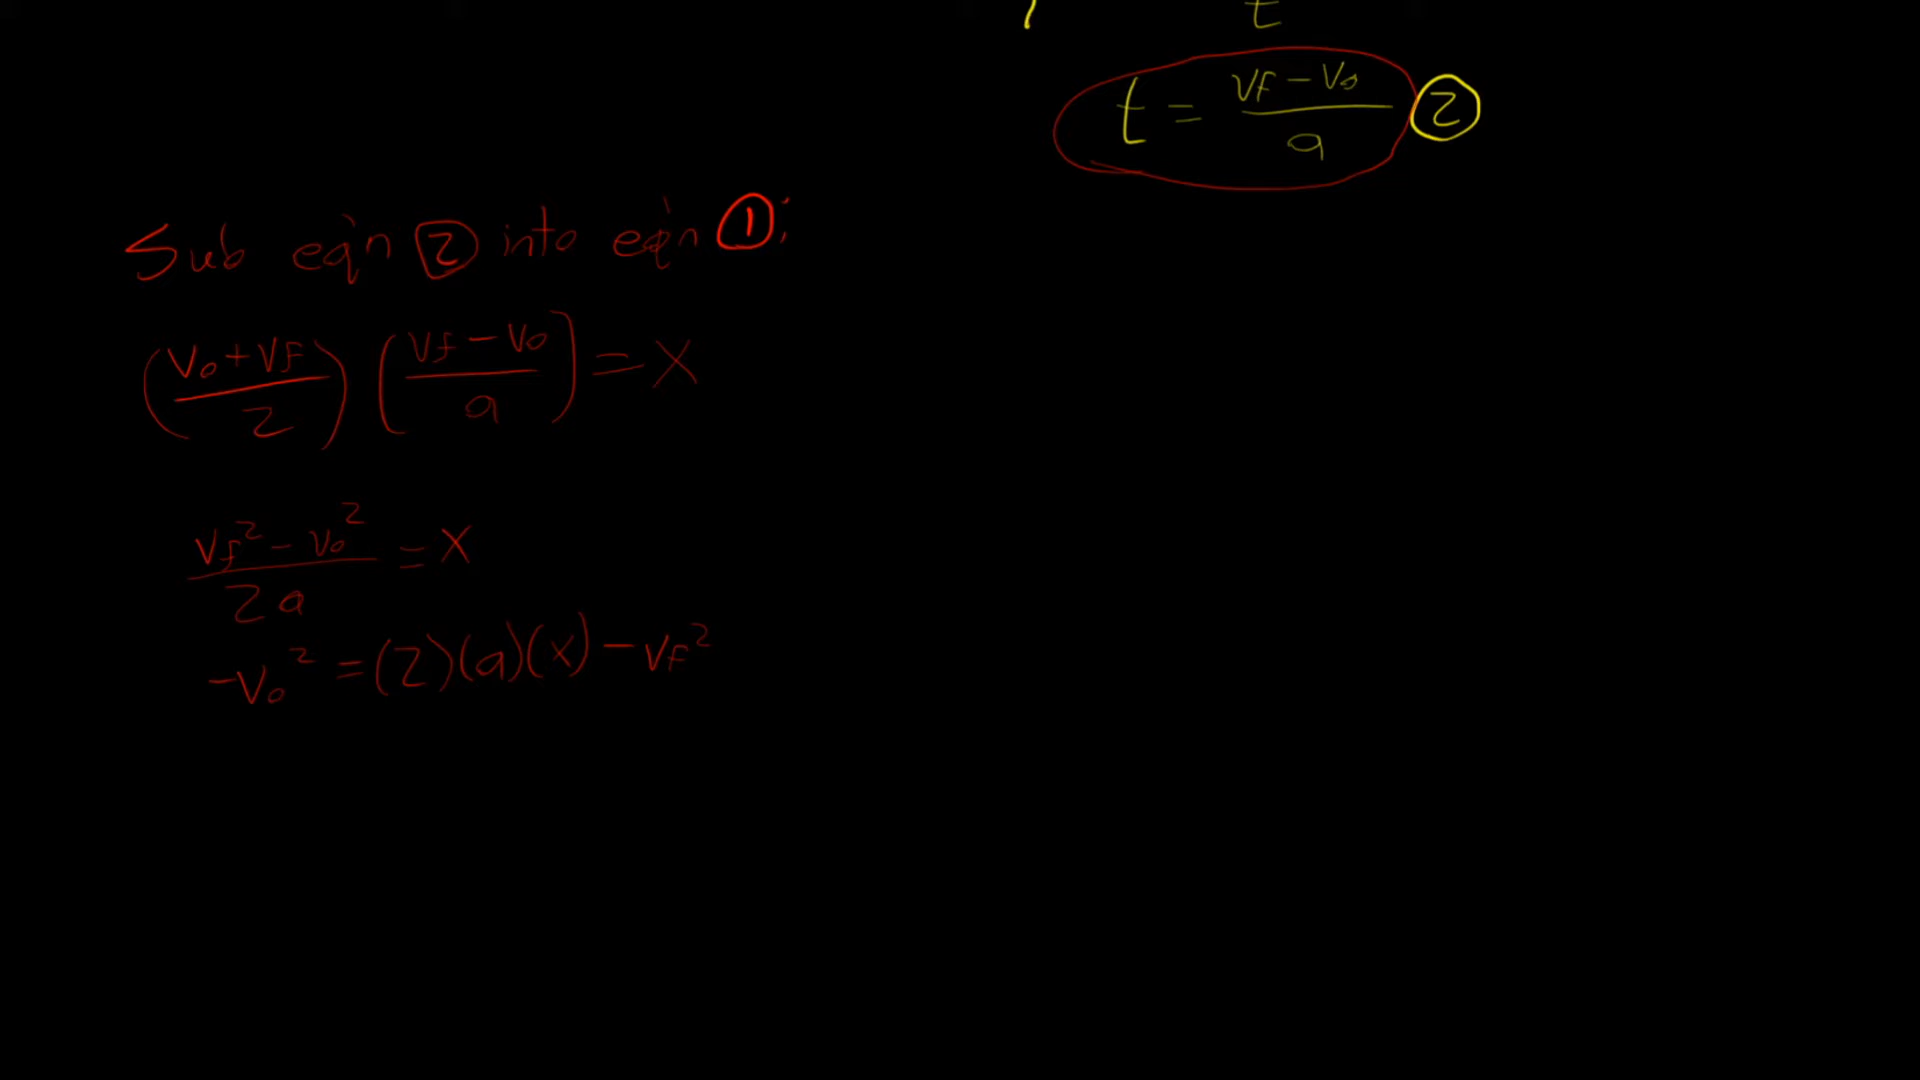 t
t = vf - vo / a 2
Sub eq'n 2 into eq'n 1:
(vo + vf / 2) (vf - vo / a) = x
vf² - vo² / 2a = x
-vo² = (2)(a)(x) - vf²